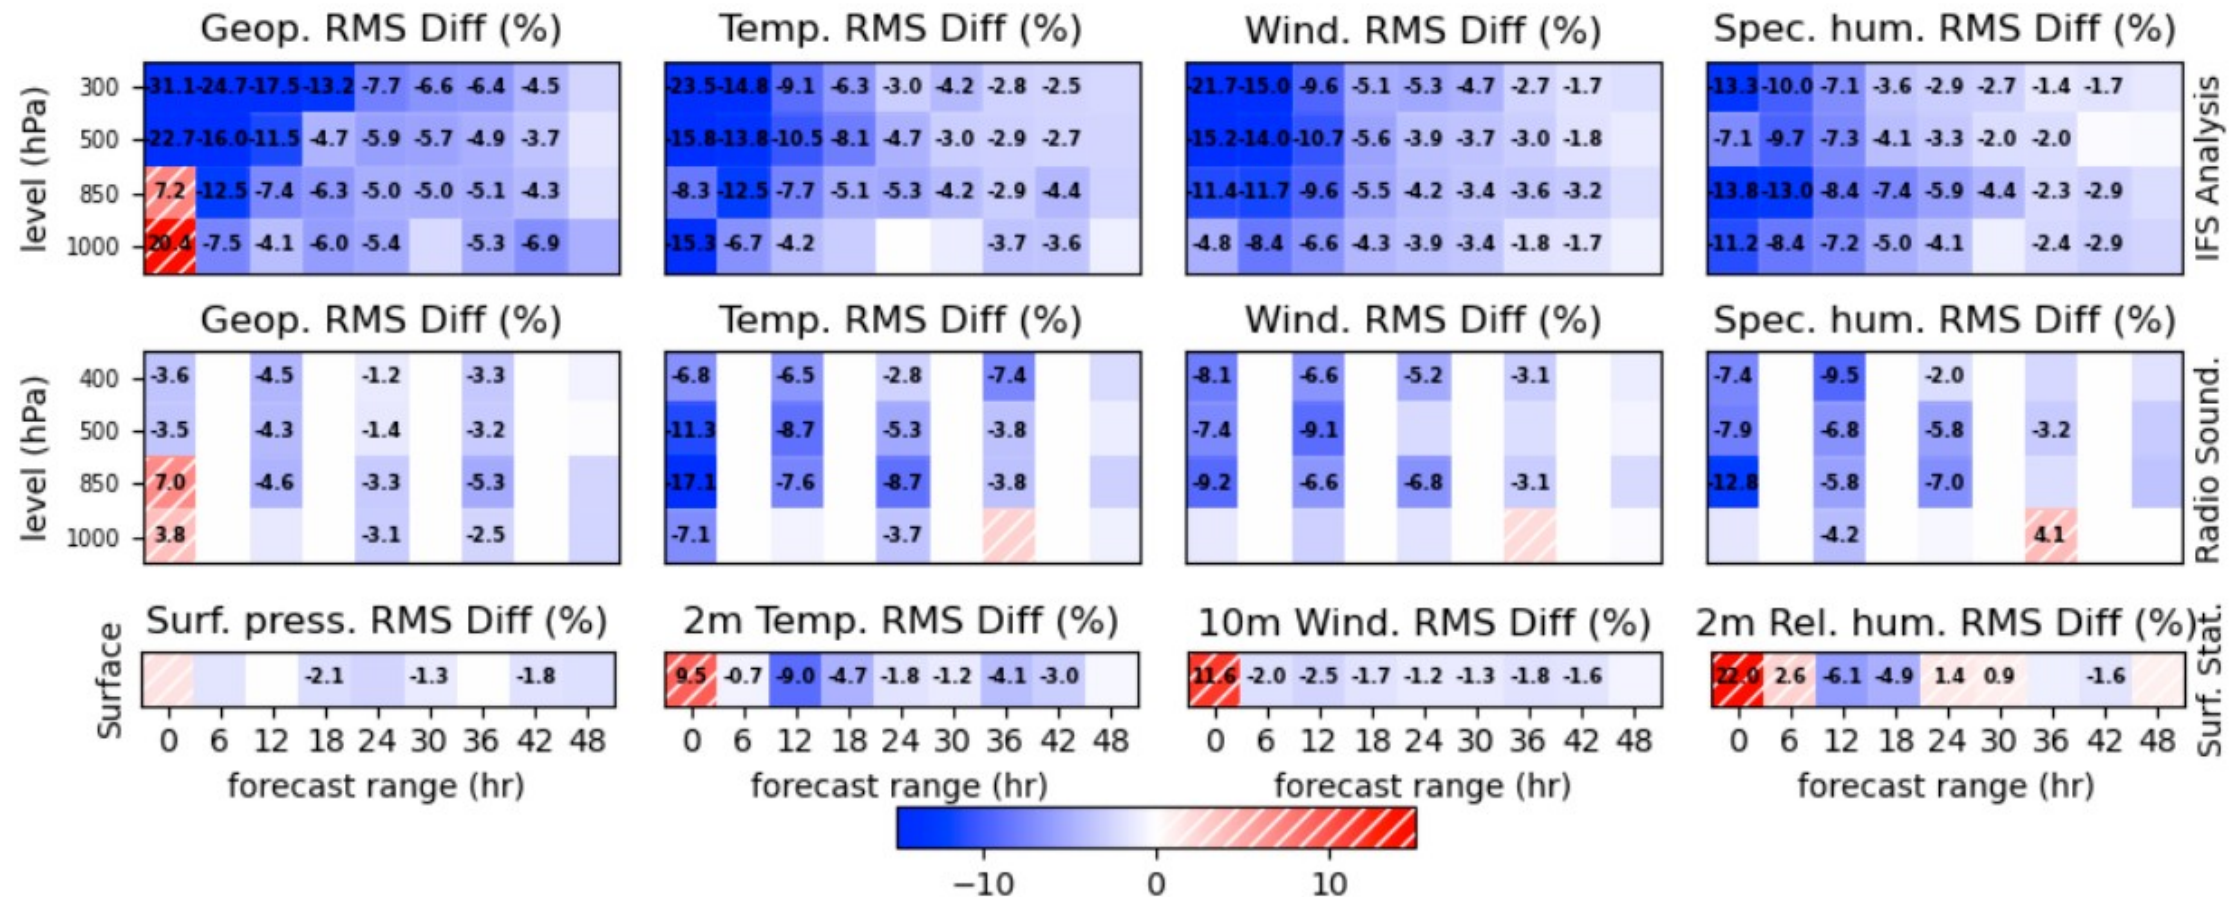 Geop. RMS Diff (%) Temp. RMS Diff (%) Wind. RMS Diff (%) Spec. hum. RMS Diff (%)
300 -31.1 -24.7 -17.5 -13.2 -7.7 -6.6 -6.4 -4.5 -23.5 -14.8 -9.1 -6.3 -3.0 -4.2 -2.8 -2.5 -21.7 -15.0 -9.6 -5.1 -5.3 -4.7 -2.7 -1.7 -13.3 -10.0 -7.1 -3.6 -2.9 -2.7 -1.4 -1.7
500 -22.7 -16.0 -11.5 -4.7 -5.9 -5.7 -4.9 -3.7 -15.8 -13.8 -10.5 -8.1 -4.7 -3.0 -2.9 -2.7 -15.2 -14.0 -10.7 -5.6 -3.9 -3.7 -3.0 -1.8 -7.1 -9.7 -7.3 -4.1 -3.3 -2.0 -2.0
850 7.2 -12.5 -7.4 -6.3 -5.0 -5.0 -5.1 -4.3 -8.3 -12.5 -7.7 -5.1 -5.3 -4.2 -2.9 -4.4 -11.4 -11.7 -9.6 -5.5 -4.2 -3.4 -3.6 -3.2 -13.8 -13.0 -8.4 -7.4 -5.9 -4.4 -2.3 -2.9
1000 20.4 -7.5 -4.1 -6.0 -5.4 -5.3 -6.9 -15.3 -6.7 -4.2 -3.7 -3.6 -4.8 -8.4 -6.6 -4.3 -3.9 -3.4 -1.8 -1.7 -11.2 -8.4 -7.2 -5.0 -4.1 -2.4 -2.9
level (hPa)
IFS Analysis
Geop. RMS Diff (%) Temp. RMS Diff (%) Wind. RMS Diff (%) Spec. hum. RMS Diff (%)
400 -3.6 -4.5 -1.2 -3.3 -6.8 -6.5 -2.8 -7.4 -8.1 -6.6 -5.2 -3.1 -7.4 -9.5 -2.0
500 -3.5 -4.3 -1.4 -3.2 -11.3 -8.7 -5.3 -3.8 -7.4 -9.1 -7.9 -6.8 -5.8 -3.2
850 7.0 -4.6 -3.3 -5.3 -17.1 -7.6 -8.7 -3.8 -9.2 -6.6 -6.8 -3.1 -12.8 -5.8 -7.0
1000 3.8 -3.1 -2.5 -7.1 -3.7 -4.2 4.1
level (hPa)
Radio Sound.
Surf. press. RMS Diff (%) 2m Temp. RMS Diff (%) 10m Wind. RMS Diff (%) 2m Rel. hum. RMS Diff (%)
-2.1 -1.3 -1.8 9.5 -0.7 -9.0 -4.7 -1.8 -1.2 -4.1 -3.0 11.6 -2.0 -2.5 -1.7 -1.2 -1.3 -1.8 -1.6 22.0 2.6 -6.1 -4.9 1.4 0.9 -1.6
Surface
Surf. Stat.
0 6 12 18 24 30 36 42 48 0 6 12 18 24 30 36 42 48 0 6 12 18 24 30 36 42 48 0 6 12 18 24 30 36 42 48
forecast range (hr) forecast range (hr) forecast range (hr) forecast range (hr)
−10 0 10